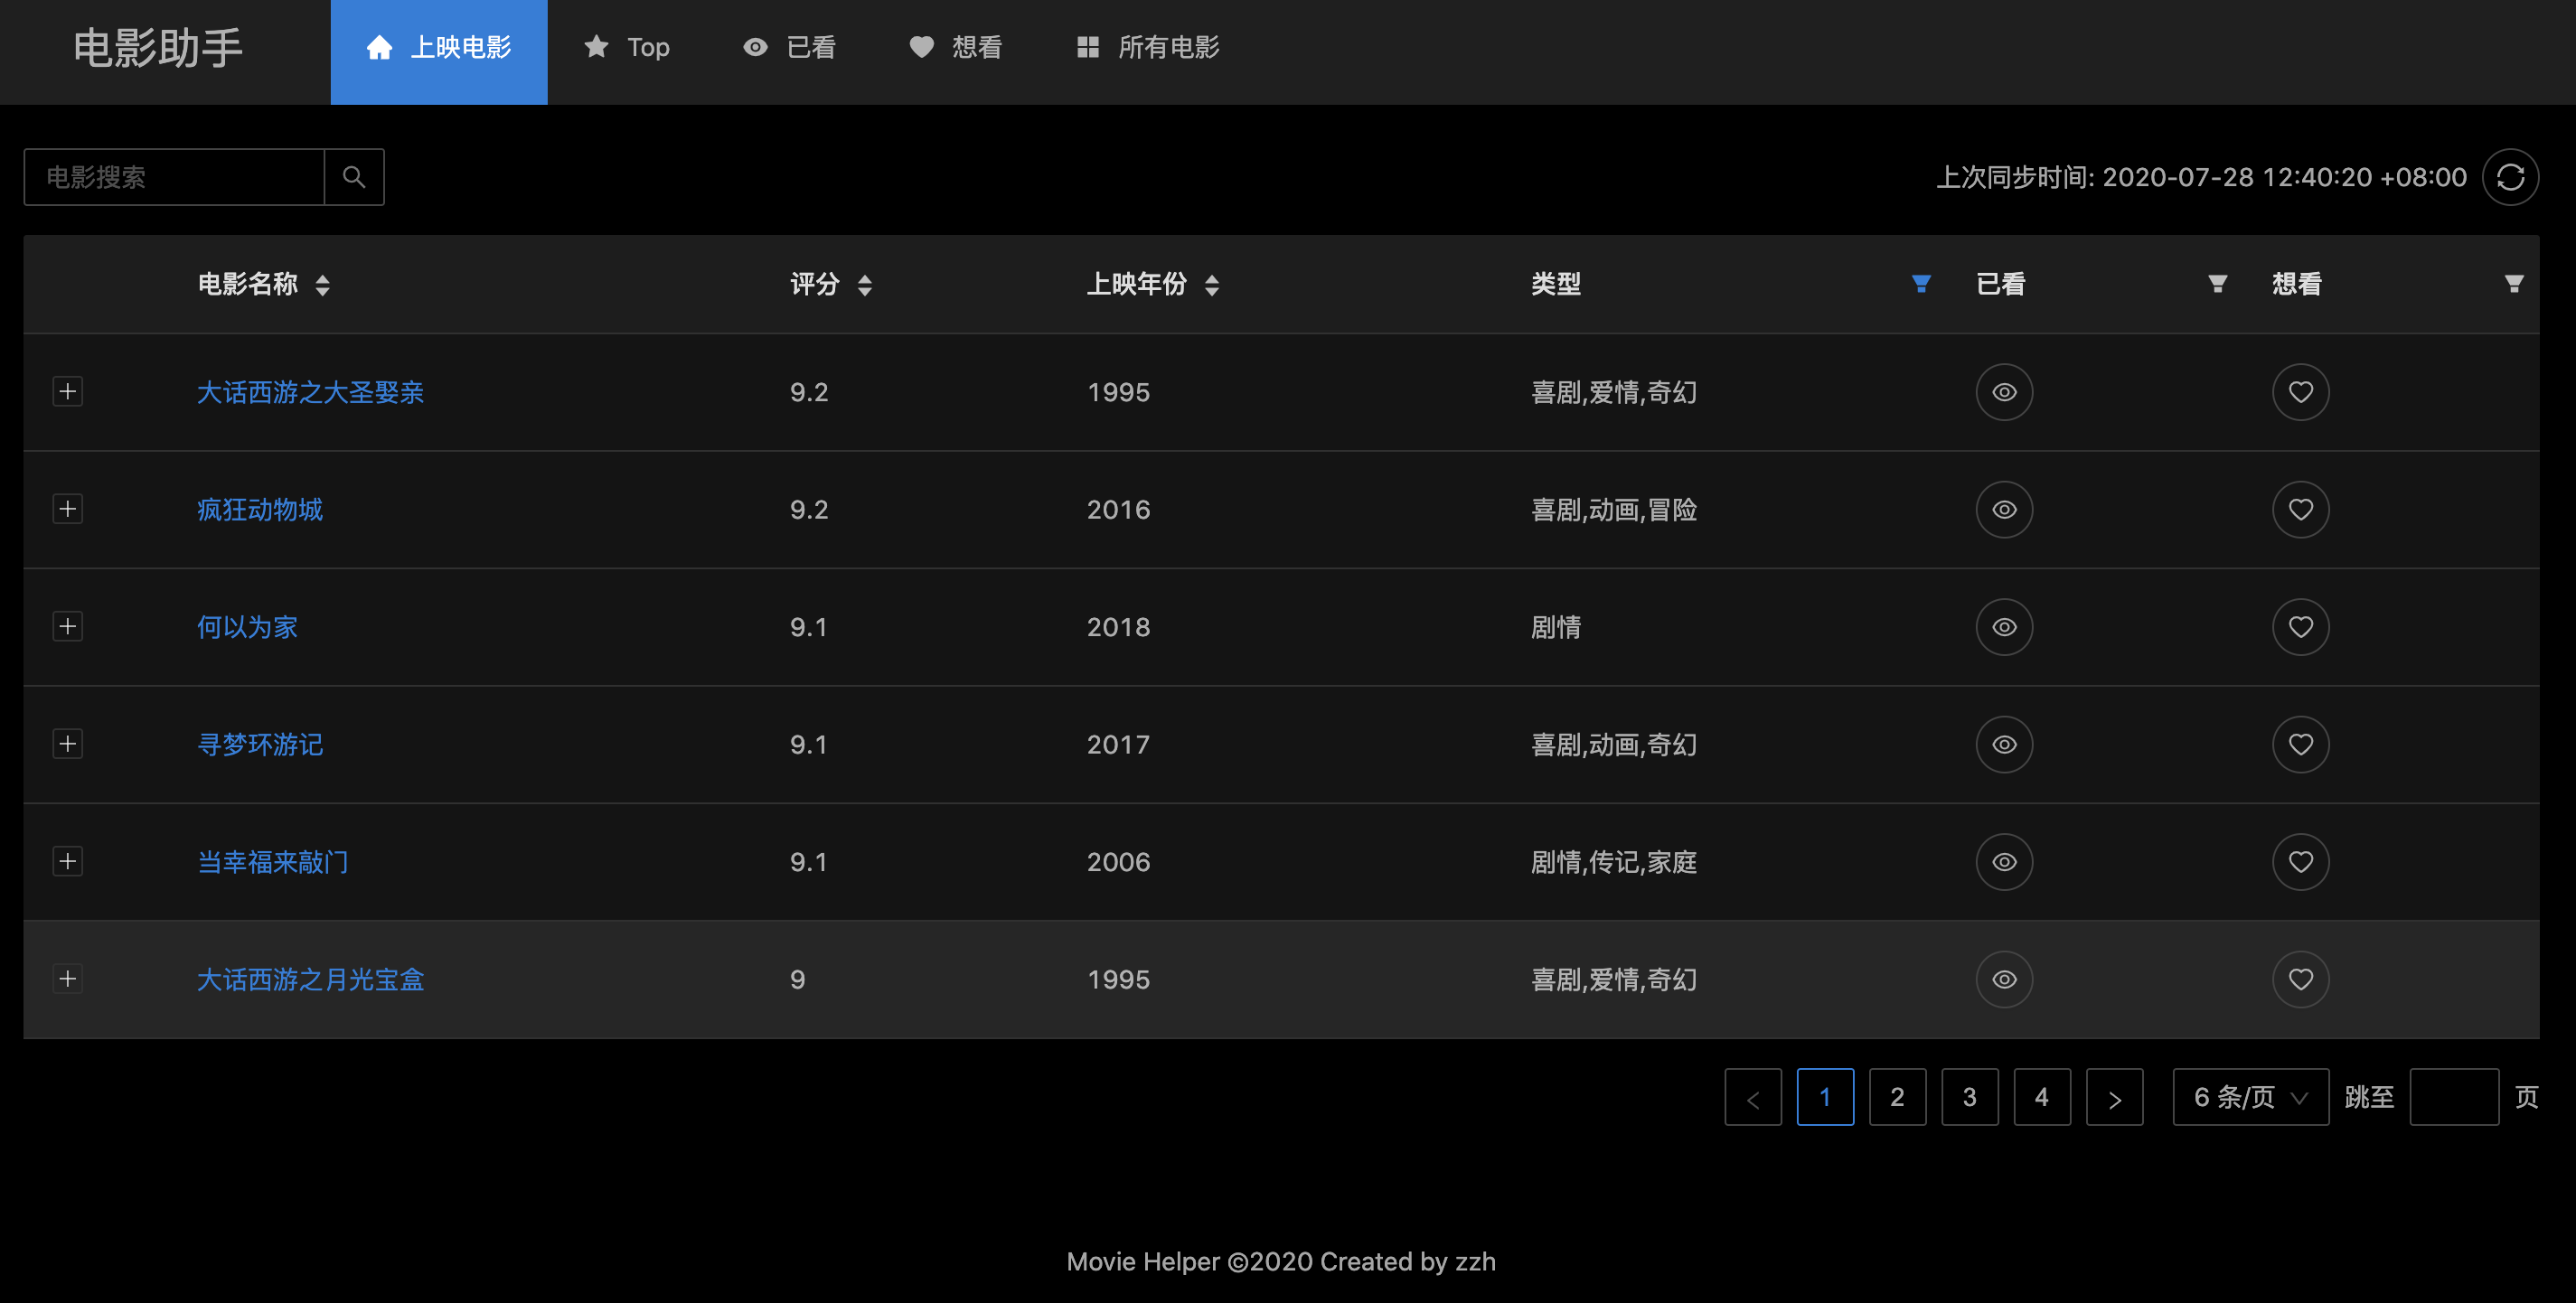 电影助手 上映电影 Top 已看 想看 所有电影
电影搜索 上次同步时间: 2020-07-28 12:40:20 +08:00
电影名称 评分 上映年份 类型 已看 想看
大话西游之大圣娶亲 9.2 1995 喜剧,爱情,奇幻
疯狂动物城 9.2 2016 喜剧,动画,冒险
何以为家 9.1 2018 剧情
寻梦环游记 9.1 2017 喜剧,动画,奇幻
当幸福来敲门 9.1 2006 剧情,传记,家庭
大话西游之月光宝盒 9 1995 喜剧,爱情,奇幻
< 1 2 3 4 > 6 条/页 跳至 页
Movie Helper ©2020 Created by zzh